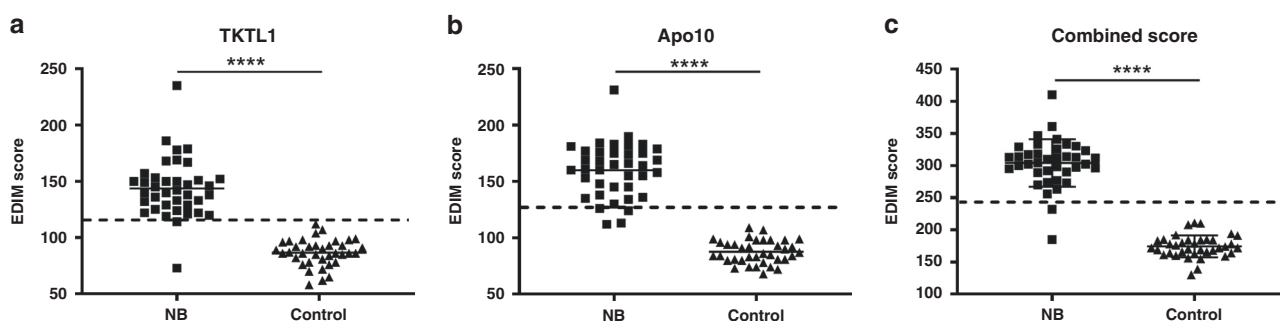 a
TKTL1
****
250
200
150
100
50
EDIM score
NB
Control
b
Apo10
****
250
200
150
100
50
EDIM score
NB
Control
c
Combined score
****
450
400
350
300
250
200
150
100
EDIM score
NB
Control